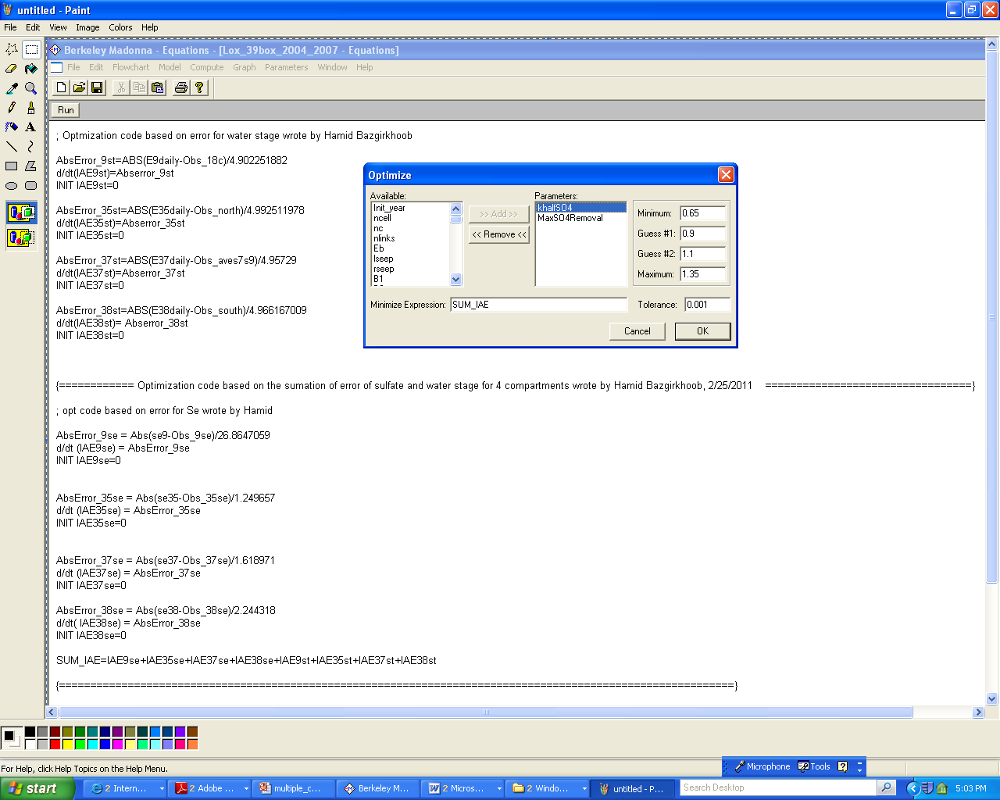 untitled - Paint
File Edit View Image Colors Help
Berkeley Madonna - Equations - [Lox_39box_2004_2007 - Equations]
File Edit Flowchart Model Compute Graph Parameters Window Help
Run
; Optmization code based on error for water stage wrote by Hamid Bazgirkhoob
AbsError_9st=ABS(E9daily-Obs_18c)/4.902251882
d/dt(IAE9st)=Abserror_9st
INIT IAE9st=0
AbsError_35st=ABS(E35daily-Obs_north)/4.992511978
d/dt(IAE35st)=Abserror_35st
INIT IAE35st=0
AbsError_37st=ABS(E37daily-Obs_aves7s9)/4.95729
d/dt(IAE37st)=Abserror_37st
INIT IAE37st=0
AbsError_38st=ABS(E38daily-Obs_south)/4.966167009
d/dt(IAE38st)= Abserror_38st
INIT IAE38st=0
Optimize
Available:
Init_year
ncell
nc
nlinks
Eb
lseep
rseep
B1
>> Add >>
<< Remove <<
Parameters:
khalfSO4
MaxSO4Removal
Minimum: 0.65
Guess #1: 0.9
Guess #2: 1.1
Maximum: 1.35
Minimize Expression: SUM_IAE
Tolerance: 0.001
Cancel OK
{============ Optimization code based on the sumation of error of sulfate and water stage for 4 compartments wrote by Hamid Bazgirkhoob, 2/25/2011 =================================}
; opt code based on error for Se wrote by Hamid
AbsError_9se = Abs(se9-Obs_9se)/26.8647059
d/dt (IAE9se) = AbsError_9se
INIT IAE9se=0
AbsError_35se = Abs(se35-Obs_35se)/1.249657
d/dt (IAE35se) = AbsError_35se
INIT IAE35se=0
AbsError_37se = Abs(se37-Obs_37se)/1.618971
d/dt (IAE37se) = AbsError_37se
INIT IAE37se=0
AbsError_38se = Abs(se38-Obs_38se)/2.244318
d/dt( IAE38se) = AbsError_38se
INIT IAE38se=0
SUM_IAE=IAE9se+IAE35se+IAE37se+IAE38se+IAE9st+IAE35st+IAE37st+IAE38st
{============================================================================================================}
For Help, click Help Topics on the Help Menu.
Microphone Tools
start 2 Intern... 2 Adobe ... multiple_c... Berkeley M... 2 Micros... 2 Windo... untitled - P... Search Desktop 5:03 PM